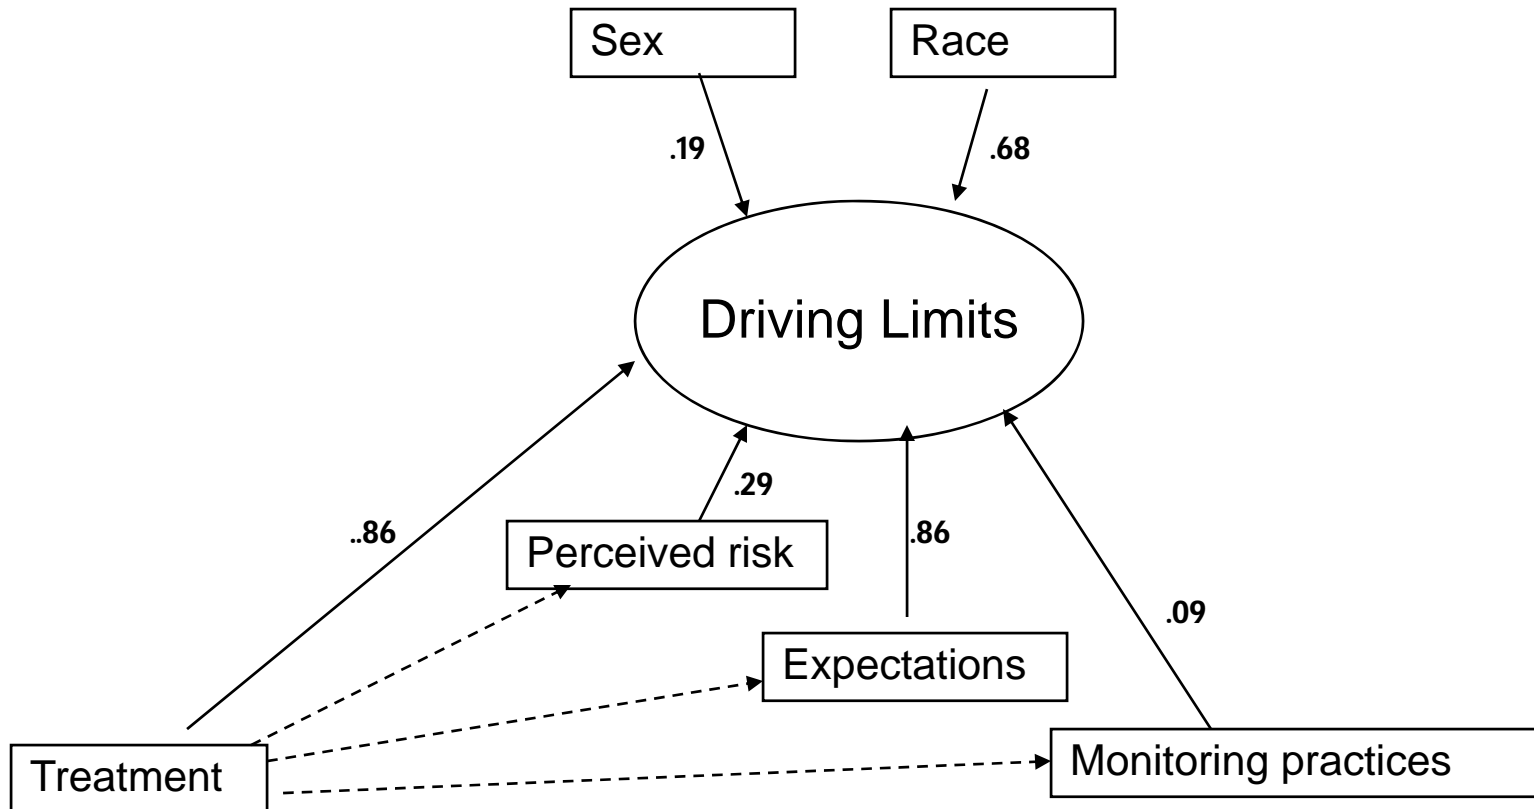 Sex
Race
.19
.68
Driving Limits
.29
..86
.86
Perceived risk
.09
Expectations
Monitoring practices
Treatment